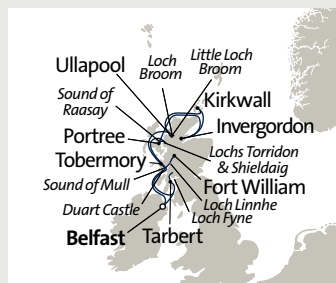 Ullapool
Loch
Broom
Little Loch
Broom
Sound of
Raasay
Kirkwall
Portree
Invergordon
Tobermory
Lochs Torridon
& Shieldaig
Sound of Mull
Fort William
Duart Castle
Loch Linnhe
Loch Fyne
Belfast
Tarbert